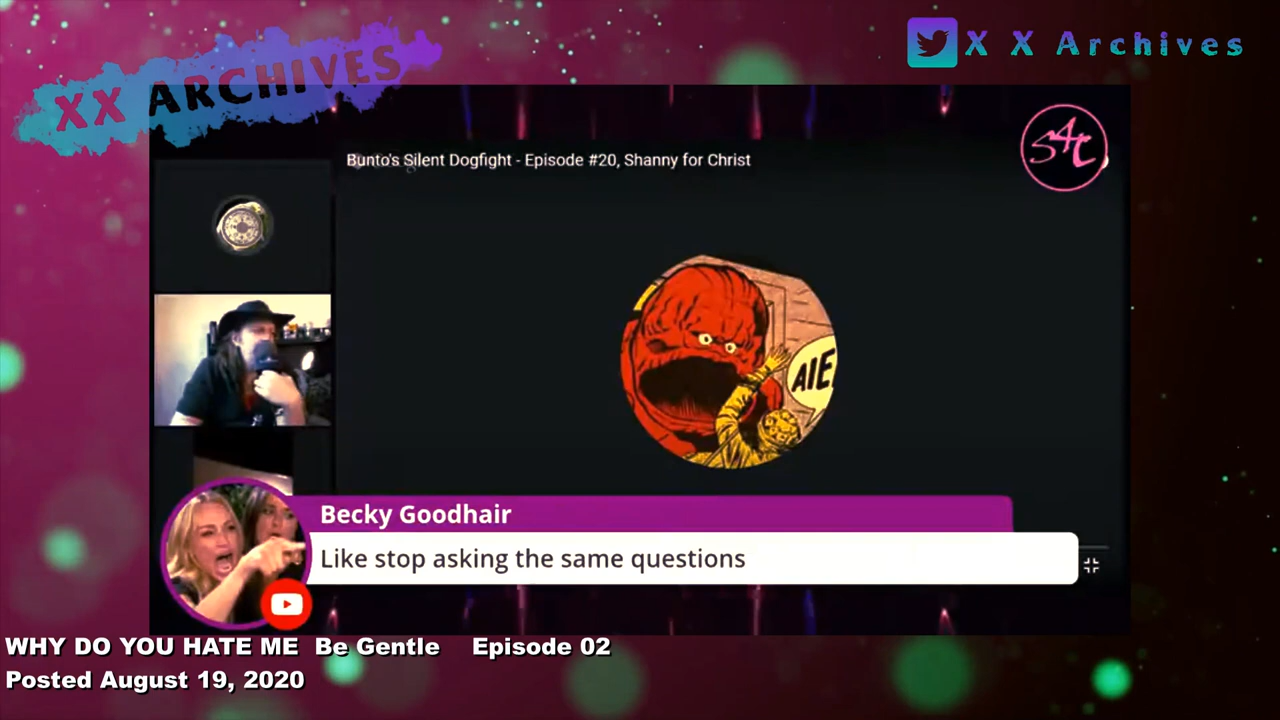 XX ARCHIVES
X X Archives
S4C
Bunto's Silent Dogfight - Episode #20, Shanny for Christ
AIE
Becky Goodhair
Like stop asking the same questions
WHY DO YOU HATE ME Be Gentle Episode 02
Posted August 19, 2020